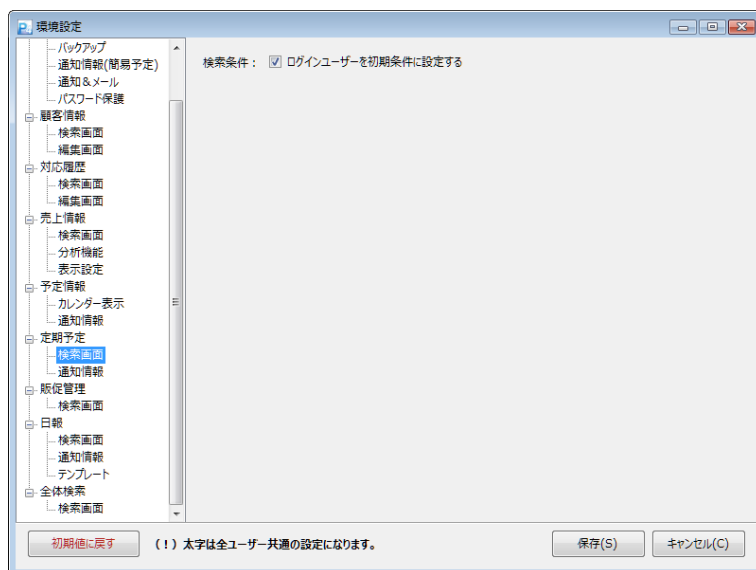 環境設定
バックアップ
通知情報(簡易予定)
通知&メール
パスワード保護
顧客情報
検索画面
編集画面
対応履歴
検索画面
編集画面
売上情報
検索画面
分析機能
表示設定
予定情報
カレンダー表示
通知情報
定期予定
検索画面
通知情報
販促管理
検索画面
日報
検索画面
通知情報
テンプレート
全体検索
検索画面
検索条件: ログインユーザーを初期条件に設定する
初期値に戻す (!)太字は全ユーザー共通の設定になります。 保存(S) キャンセル(C)